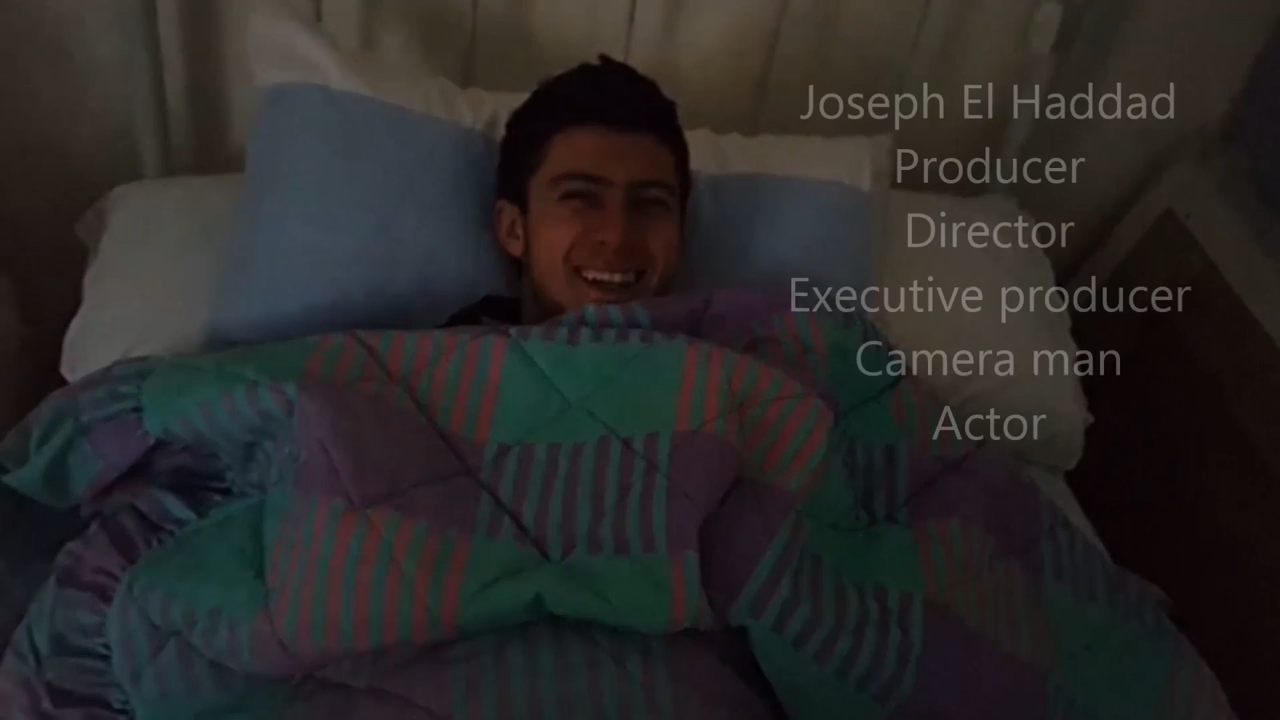 Joseph El Haddad
Producer
Director
Executive producer
Camera man
Actor